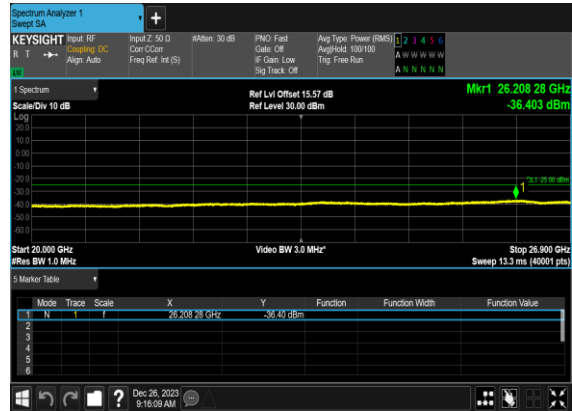 Spectrum Analyzer 1
Swept SA
+
KEYSIGHT
R T
Input: RF
Coupling: DC
Align: Auto
Input Z: 50 Ω
Corr CCorr
Freq Ref: Int (S)
#Atten: 30 dB
PNO: Fast
Gate: Off
IF Gain: Low
Sig Track: Off
Avg Type: Power (RMS)
Avg|Hold: 100/100
Trig: Free Run
1 2 3 4 5 6
A W W W W W
A N N N N N
1 Spectrum
Scale/Div 10 dB
Ref Lvl Offset 15.57 dB
Ref Level 30.00 dBm
Mkr1 26.208 28 GHz
-36.403 dBm
Log
20.0
10.0
0.00
-10.0
-20.0
-30.0
-40.0
-50.0
-60.0
1
Start 20.000 GHz
#Res BW 1.0 MHz
Video BW 3.0 MHz*
Stop 26.900 GHz
Sweep 13.3 ms (40001 pts)
5 Marker Table
Mode Trace Scale X Y Function Function Width Function Value
1 N 1 f 26.208 28 GHz -36.40 dBm
2
3
4
5
6
?
Dec 26, 2023
9:16:09 AM